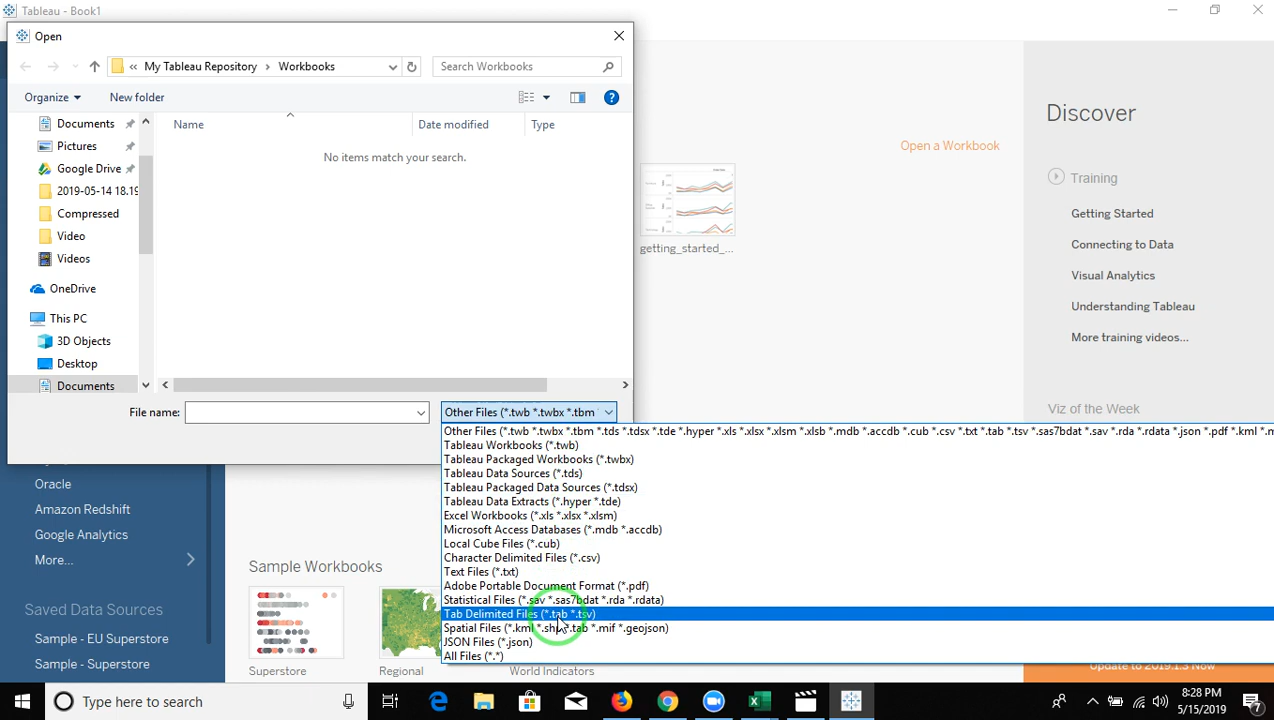 Tableau - Book1
Open
« My Tableau Repository > Workbooks
Search Workbooks
Organize
New folder
Documents
Pictures
Google Drive
2019-05-14 18.19
Compressed
Video
Videos
OneDrive
This PC
3D Objects
Desktop
Documents
Name
Date modified
Type
No items match your search.
File name:
Other Files (*.twb *.twbx *.tbm
Other Files (*.twb *.twbx *.tbm *.tds *.tdsx *.tde *.hyper *.xls *.xlsx *.xlsm *.xlsb *.mdb *.accdb *.cub *.csv *.txt *.tab *.tsv *.sas7bdat *.sav *.rda *.rdata *.json *.pdf *.kml
Tableau Workbooks (*.twb)
Tableau Packaged Workbooks (*.twbx)
Tableau Data Sources (*.tds)
Tableau Packaged Data Sources (*.tdsx)
Tableau Data Extracts (*.hyper *.tde)
Excel Workbooks (*.xls *.xlsx *.xlsm)
Microsoft Access Databases (*.mdb *.accdb)
Local Cube Files (*.cub)
Character Delimited Files (*.csv)
Text Files (*.txt)
Adobe Portable Document Format (*.pdf)
Statistical Files (*.sav *.sas7bdat *.rda *.rdata)
Tab Delimited Files (*.tab *.tsv)
Spatial Files (*.kml *.shp *.tab *.mif *.geojson)
JSON Files (*.json)
All Files (*.*)
Open a Workbook
getting_started_...
Discover
Training
Getting Started
Connecting to Data
Visual Analytics
Understanding Tableau
More training videos...
Viz of the Week
Oracle
Amazon Redshift
Google Analytics
More...
Saved Data Sources
Sample - EU Superstore
Sample - Superstore
Sample Workbooks
Superstore
Regional
World Indicators
Update to 2019.1.3 Now
Type here to search
8:28 PM
5/15/2019
7